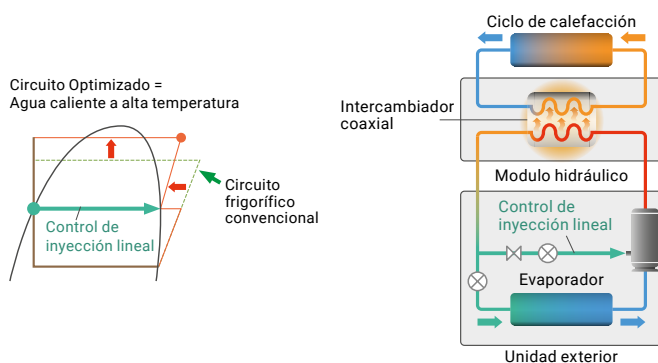 Circuito Optimizado =
Agua caliente a alta temperatura
Control de
inyección lineal
Circuito
frigorífico
convencional
Ciclo de calefacción
Intercambiador
coaxial
Modulo hidráulico
Control de
inyección lineal
Evaporador
Unidad exterior